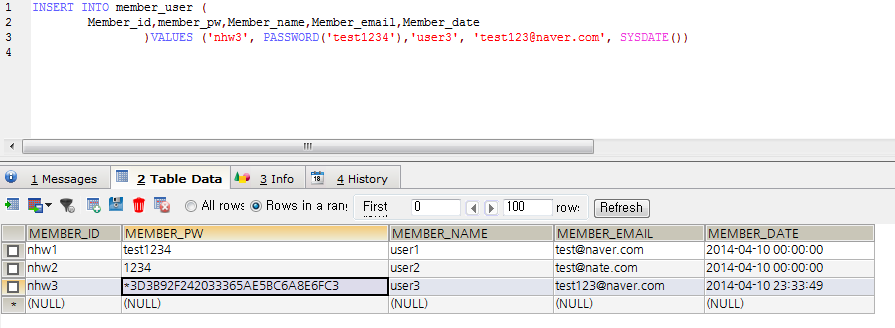 1 INSERT INTO member_user (
2 Member_id,member_pw,Member_name,Member_email,Member_date
3 )VALUES ('nhw3', PASSWORD('test1234'),'user3', 'test123@naver.com', SYSDATE())
4
1 Messages 2 Table Data 3 Info 4 History
All rows Rows in a rang First 0 100 rows Refresh
MEMBER_ID MEMBER_PW MEMBER_NAME MEMBER_EMAIL MEMBER_DATE
nhw1 test1234 user1 test@naver.com 2014-04-10 00:00:00
nhw2 1234 user2 test@nate.com 2014-04-10 00:00:00
nhw3 *3D3B92F242033365AE5BC6A8E6FC3 user3 test123@naver.com 2014-04-10 23:33:49
* (NULL) (NULL) (NULL) (NULL) (NULL)